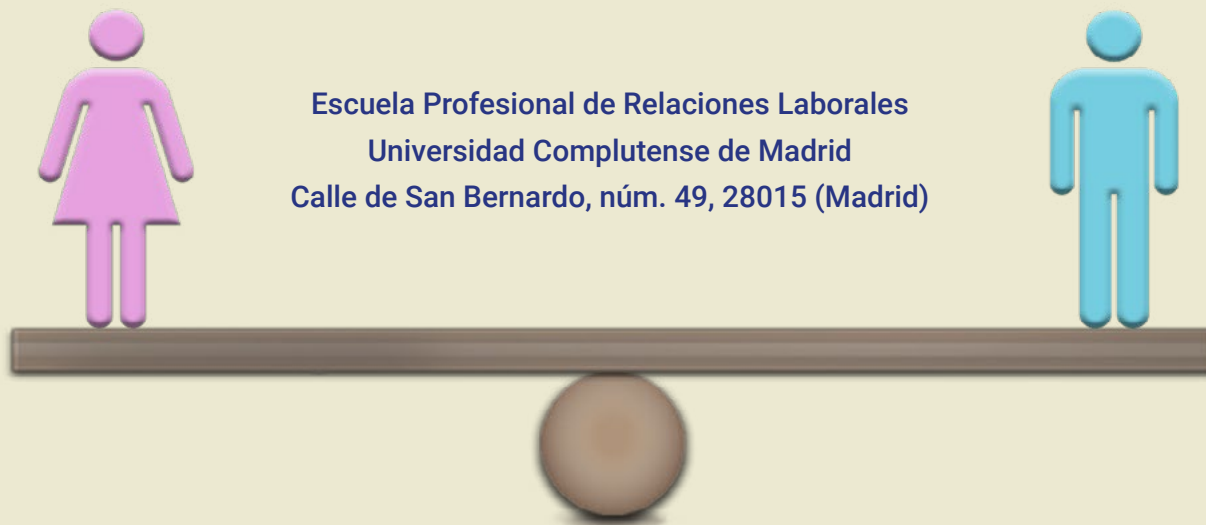 Escuela Profesional de Relaciones Laborales
Universidad Complutense de Madrid
Calle de San Bernardo, núm. 49, 28015 (Madrid)